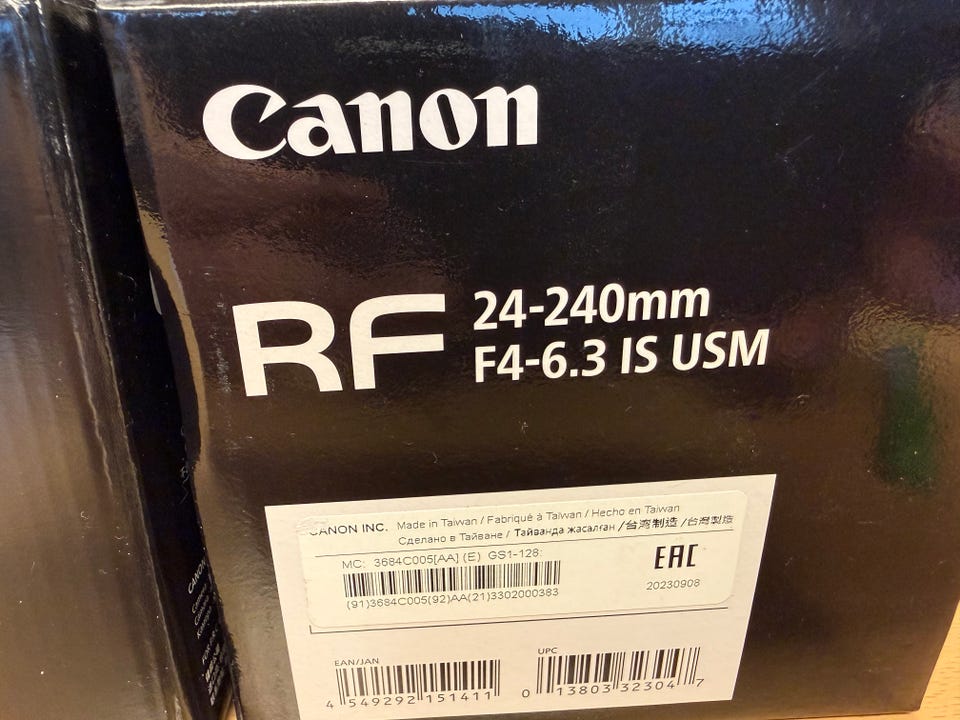 Canon
RF 24-240mm
F4-6.3 IS USM
CANON INC. Made in Taiwan / Fabriqué à Taïwan / Hecho en Taiwan
Сделано в Тайване / Тайванда жасалған /台湾制造 /台灣製造
MC: 3684C005[AA] (E) GS1-128:
(91)3684C005(92)AA(21)3302000383
EAC
20230908
EAN/JAN
4 549292 151411
UPC
0 13803 32304 7
CANON